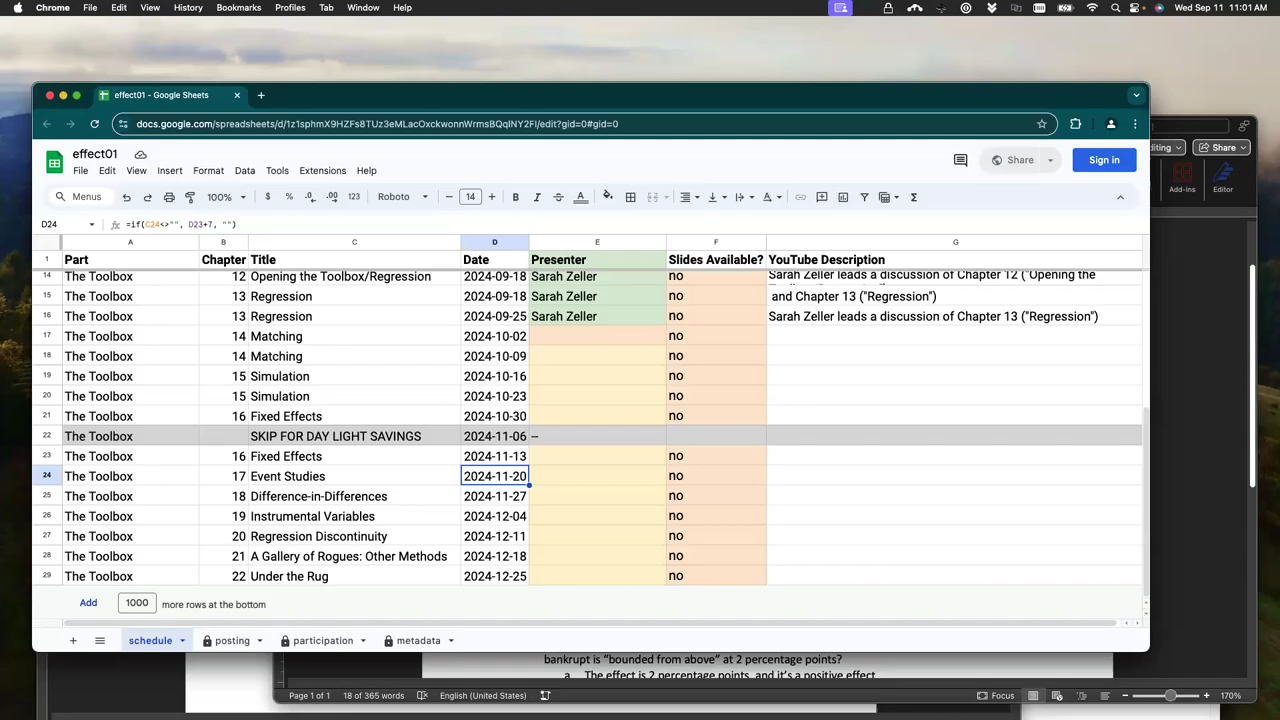 Chrome File Edit View History Bookmarks Profiles Tab Window Help Wed Sep 11 11:01 AM
effect01 - Google Sheets
docs.google.com/spreadsheets/d/1z1sphmX9HZFs8TUz3eMLacOxckwonnWrmsBQqINY2FI/edit?gid=0#gid=0
effect01
File Edit View Insert Format Data Tools Extensions Help
Share Sign in
Menus 100% $ % .0 .00 123 Roboto 14 B I S A
D24 =if(C24<>"", D23+7, "")
A B C D E F G
1 Part Chapter Title Date Presenter Slides Available? YouTube Description
14 The Toolbox 12 Opening the Toolbox/Regression 2024-09-18 Sarah Zeller no Sarah Zeller leads a discussion of Chapter 12 ("Opening the
15 The Toolbox 13 Regression 2024-09-18 Sarah Zeller no and Chapter 13 ("Regression")
16 The Toolbox 13 Regression 2024-09-25 Sarah Zeller no Sarah Zeller leads a discussion of Chapter 13 ("Regression")
17 The Toolbox 14 Matching 2024-10-02 no
18 The Toolbox 14 Matching 2024-10-09 no
19 The Toolbox 15 Simulation 2024-10-16 no
20 The Toolbox 15 Simulation 2024-10-23 no
21 The Toolbox 16 Fixed Effects 2024-10-30 no
22 The Toolbox SKIP FOR DAY LIGHT SAVINGS 2024-11-06 --
23 The Toolbox 16 Fixed Effects 2024-11-13 no
24 The Toolbox 17 Event Studies 2024-11-20 no
25 The Toolbox 18 Difference-in-Differences 2024-11-27 no
26 The Toolbox 19 Instrumental Variables 2024-12-04 no
27 The Toolbox 20 Regression Discontinuity 2024-12-11 no
28 The Toolbox 21 A Gallery of Rogues: Other Methods 2024-12-18 no
29 The Toolbox 22 Under the Rug 2024-12-25 no
Add 1000 more rows at the bottom
schedule posting participation metadata
iting Share
Add-ins Editor
bankrupt is "bounded from above" at 2 percentage points?
a. The effect is 2 percentage points, and it's a positive effect
Page 1 of 1 18 of 365 words English (United States) Focus 170%